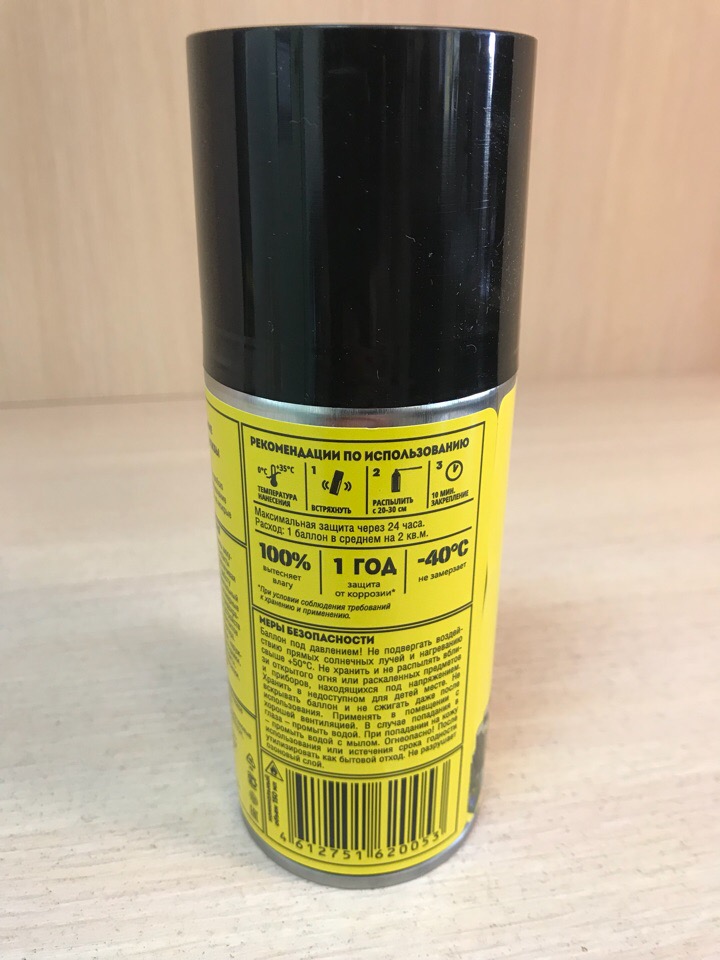 РЕКОМЕНДАЦИИ ПО ИСПОЛЬЗОВАНИЮ
0°C +35°C
ТЕМПЕРАТУРА
НАНЕСЕНИЯ
1
ВСТРЯХНУТЬ
2
РАСПЫЛИТЬ
с 20-30 см
3
10 МИН.
ЗАКРЕПЛЕНИЕ
Максимальная защита через 24 часа.
Расход: 1 баллон в среднем на 2 кв.м.
100%
вытесняет
влагу
1 ГОД
защита
от коррозии*
-40°C
не замерзает
*При условии соблюдения требований
к хранению и применению.
МЕРЫ БЕЗОПАСНОСТИ
Баллон под давлением! Не подвергать воздей-
ствию прямых солнечных лучей и нагреванию
свыше +50°C. Не хранить и не распылять вбли-
зи открытого огня или раскаленных предметов
и приборов, находящихся под напряжением.
Хранить в недоступном для детей месте. Не
вскрывать баллон и не сжигать даже после
использования. Применять в помещении с
хорошей вентиляцией. В случае попадания в
глаза – промыть водой. При попадании на кожу
– промыть водой с мылом. Огнеопасно! После
использования или истечения срока годности
утилизировать как бытовой отход. Не разрушает
озоновый слой.
4 612751 620053